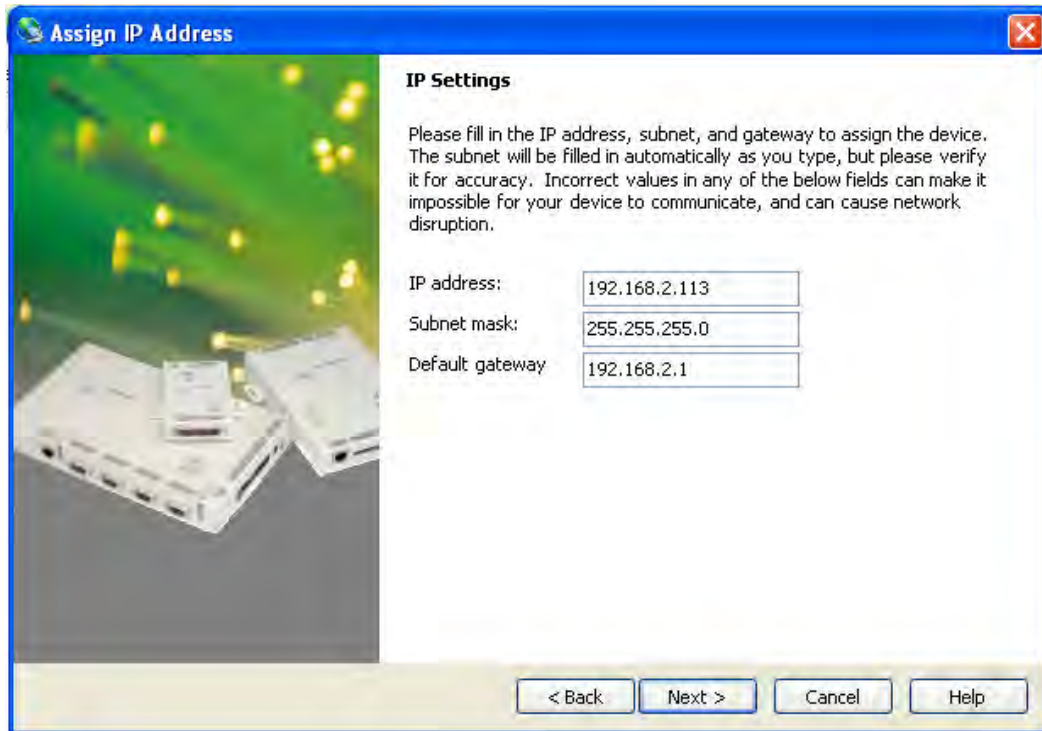 Assign IP Address
IP Settings
Please fill in the IP address, subnet, and gateway to assign the device.
The subnet will be filled in automatically as you type, but please verify
it for accuracy. Incorrect values in any of the below fields can make it
impossible for your device to communicate, and can cause network
disruption.
IP address: 192.168.2.113
Subnet mask: 255.255.255.0
Default gateway 192.168.2.1
< Back Next > Cancel Help